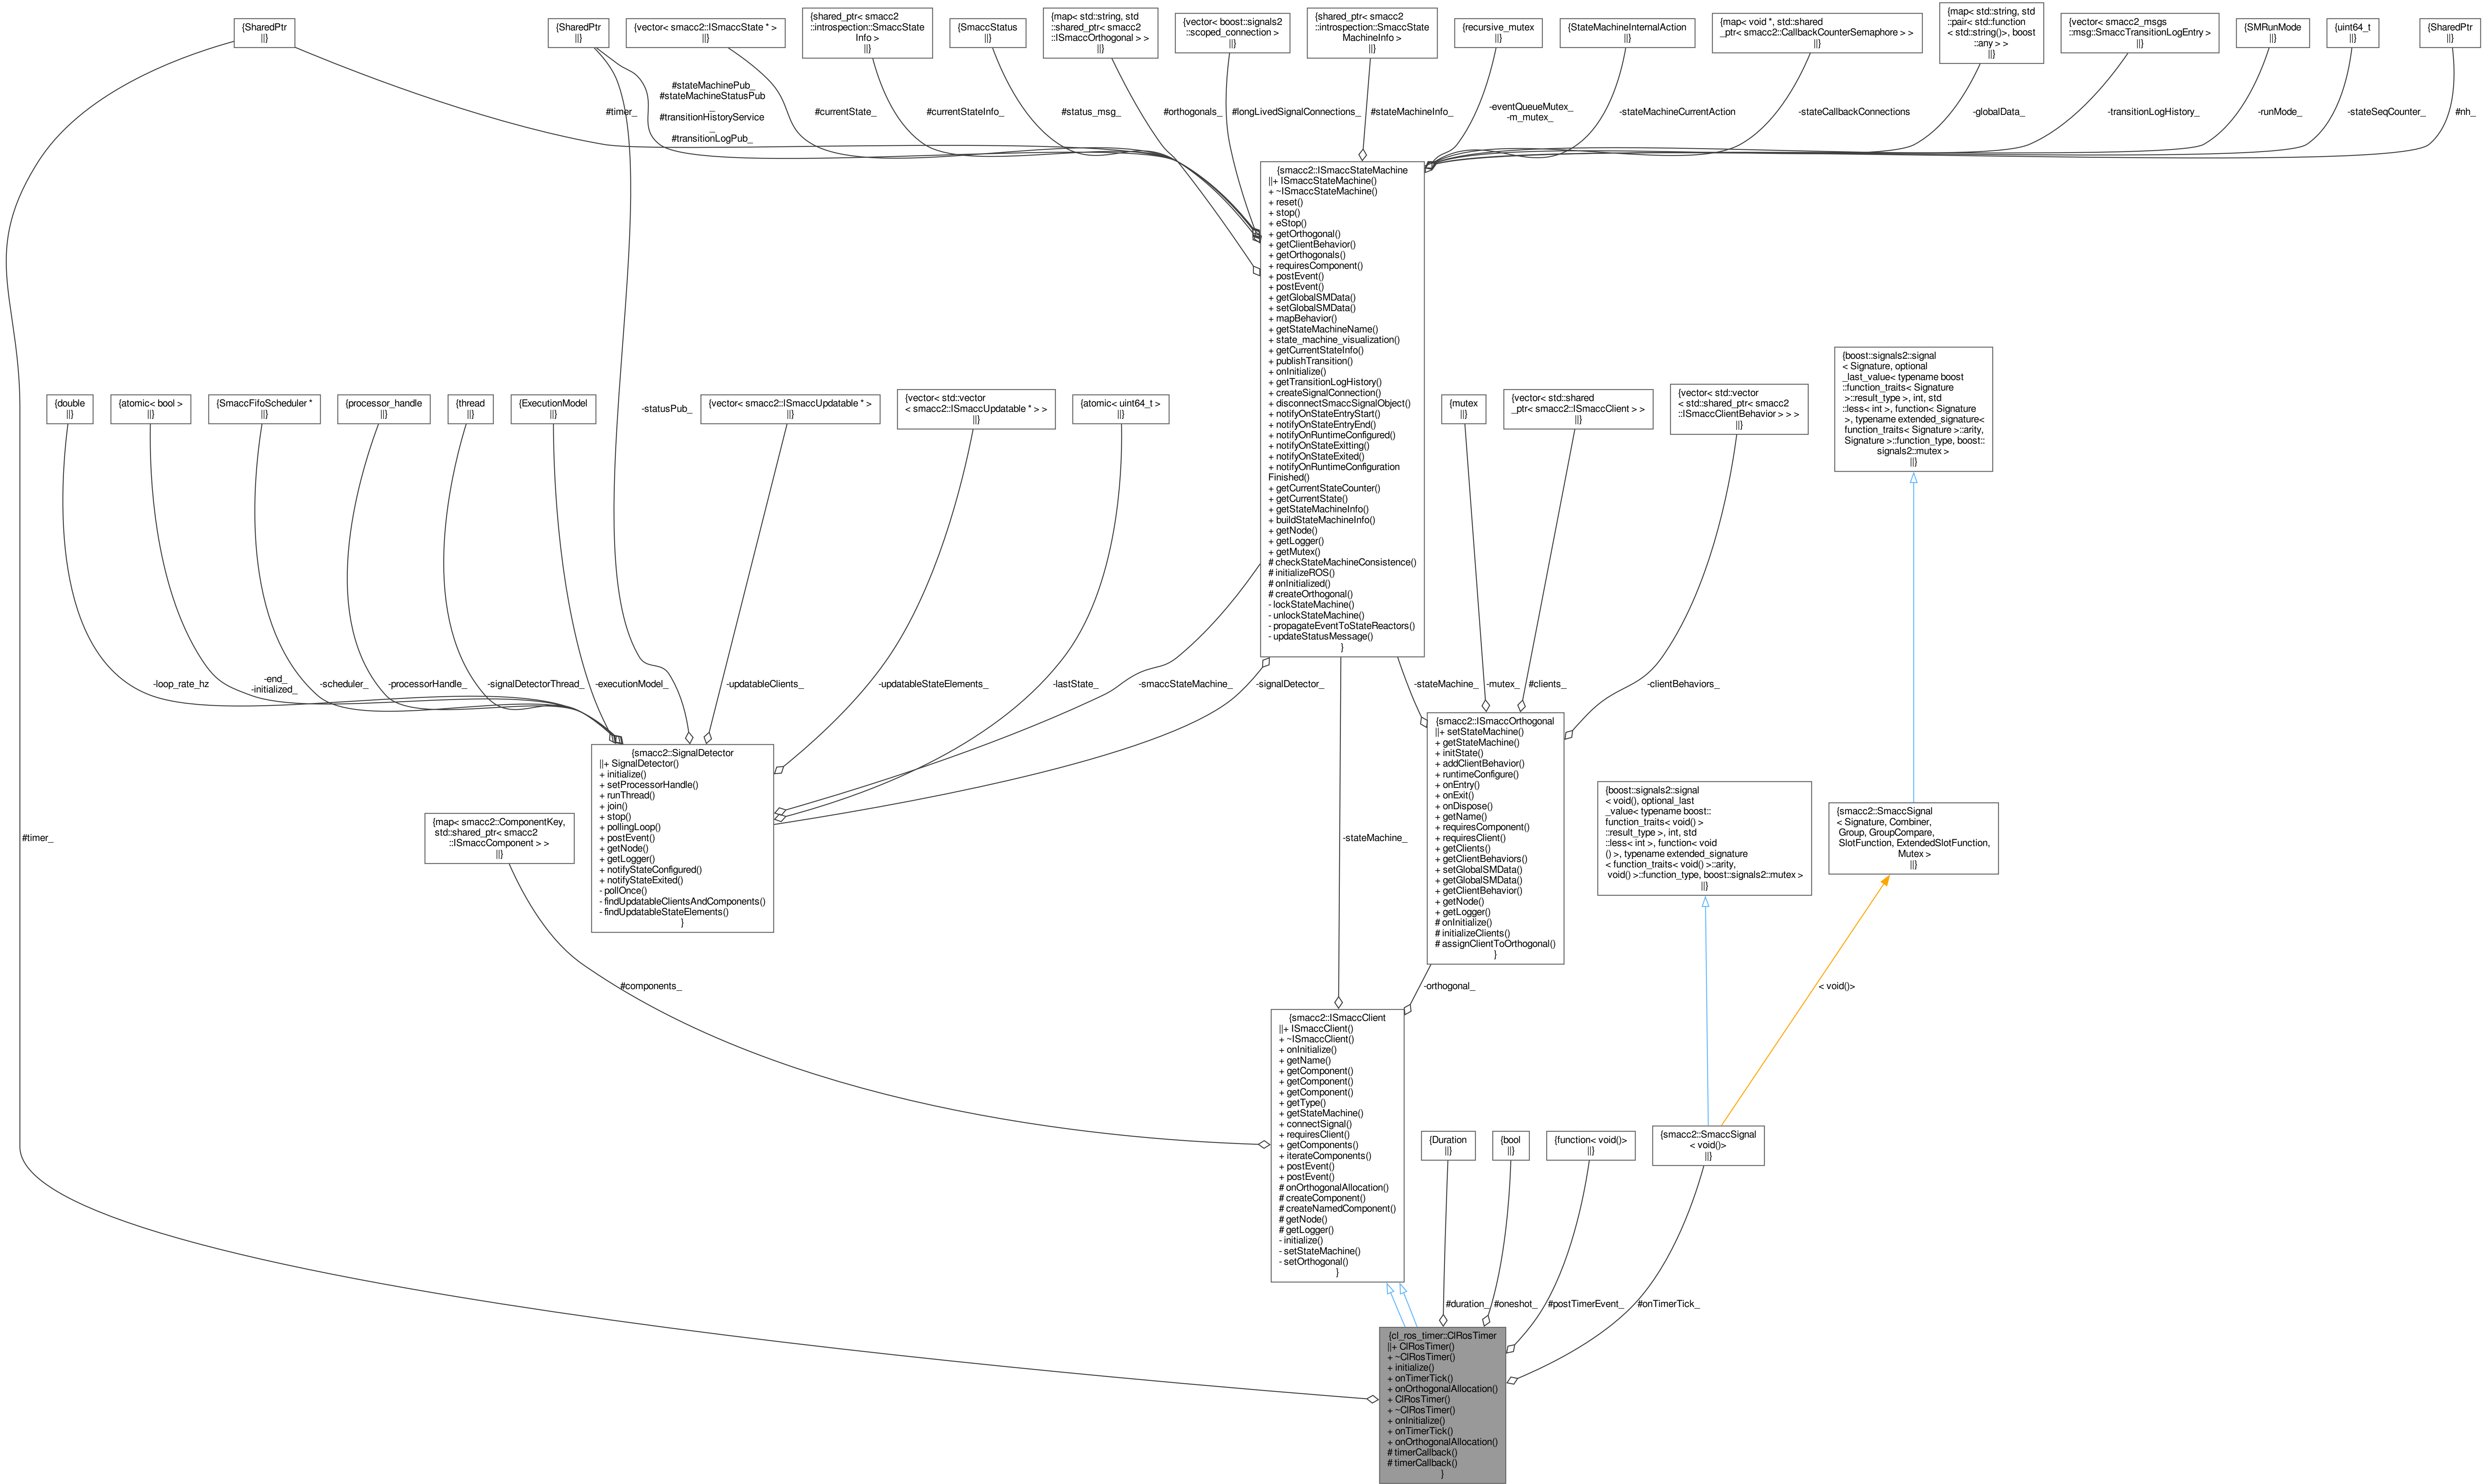 {SharedPtr
||}
{SharedPtr
||}
{vector< smacc2::ISmaccState * >
||}
{shared_ptr< smacc2
::introspection::SmaccState
Info >
||}
{SmaccStatus
||}
{map< std::string, std
::shared_ptr< smacc2
::ISmaccOrthogonal > >
||}
{vector< boost::signals2
::scoped_connection >
||}
{shared_ptr< smacc2
::introspection::SmaccState
MachineInfo >
||}
{recursive_mutex
||}
{StateMachineInternalAction
||}
{map< void *, std::shared
_ptr< smacc2::CallbackCounterSemaphore > >
||}
{map< std::string, std
::pair< std::function
< std::string()>, boost
::any > >
||}
{vector< smacc2_msgs
::msg::SmaccTransitionLogEntry >
||}
{SMRunMode
||}
{uint64_t
||}
{SharedPtr
||}
#timer_
#stateMachinePub_
#stateMachineStatusPub
_
#transitionHistoryService
_
#transitionLogPub_
#currentState_
#currentStateInfo_
#status_msg_
#orthogonals_
#longLivedSignalConnections_
#stateMachineInfo_
-eventQueueMutex_
-m_mutex_
-stateMachineCurrentAction
-stateCallbackConnections
-globalData_
-transitionLogHistory_
-runMode_
-stateSeqCounter_
#nh_
{smacc2::ISmaccStateMachine
||+ ISmaccStateMachine()
+ ~ISmaccStateMachine()
+ reset()
+ stop()
+ eStop()
+ getOrthogonal()
+ getClientBehavior()
+ getOrthogonals()
+ requiresComponent()
+ postEvent()
+ postEvent()
+ getGlobalSMData()
+ setGlobalSMData()
+ mapBehavior()
+ getStateMachineName()
+ state_machine_visualization()
+ getCurrentStateInfo()
+ publishTransition()
+ onInitialize()
+ getTransitionLogHistory()
+ createSignalConnection()
+ disconnectSmaccSignalObject()
+ notifyOnStateEntryStart()
+ notifyOnStateEntryEnd()
+ notifyOnRuntimeConfigured()
+ notifyOnStateExitting()
+ notifyOnStateExited()
+ notifyOnRuntimeConfiguration
Finished()
+ getCurrentStateCounter()
+ getCurrentState()
+ getStateMachineInfo()
+ buildStateMachineInfo()
+ getNode()
+ getLogger()
+ getMutex()
# checkStateMachineConsistence()
# initializeROS()
# onInitialized()
# createOrthogonal()
- lockStateMachine()
- unlockStateMachine()
- propagateEventToStateReactors()
- updateStatusMessage()
}
{boost::signals2::signal
< Signature, optional
_last_value< typename boost
::function_traits< Signature
>::result_type >, int, std
::less< int >, function< Signature
>, typename extended_signature<
function_traits< Signature >::arity,
Signature >::function_type, boost::
signals2::mutex >
||}
{double
||}
{atomic< bool >
||}
{SmaccFifoScheduler *
||}
{processor_handle
||}
{thread
||}
{ExecutionModel
||}
-statusPub_
{vector< smacc2::ISmaccUpdatable * >
||}
{vector< std::vector
< smacc2::ISmaccUpdatable * > >
||}
{atomic< uint64_t >
||}
{mutex
||}
{vector< std::shared
_ptr< smacc2::ISmaccClient > >
||}
{vector< std::vector
< std::shared_ptr< smacc2
::ISmaccClientBehavior > > >
||}
-loop_rate_hz
-end_
-initialized_
-scheduler_
-processorHandle_
-signalDetectorThread_
-executionModel_
-updatableClients_
-updatableStateElements_
-lastState_
-smaccStateMachine_
-signalDetector_
-stateMachine_
-mutex_
#clients_
-clientBehaviors_
{smacc2::SignalDetector
||+ SignalDetector()
+ initialize()
+ setProcessorHandle()
+ runThread()
+ join()
+ stop()
+ pollingLoop()
+ postEvent()
+ getNode()
+ getLogger()
+ notifyStateConfigured()
+ notifyStateExited()
- pollOnce()
- findUpdatableClientsAndComponents()
- findUpdatableStateElements()
}
{smacc2::ISmaccOrthogonal
||+ setStateMachine()
+ getStateMachine()
+ initState()
+ addClientBehavior()
+ runtimeConfigure()
+ onEntry()
+ onExit()
+ onDispose()
+ getName()
+ requiresComponent()
+ requiresClient()
+ getClients()
+ getClientBehaviors()
+ setGlobalSMData()
+ getGlobalSMData()
+ getClientBehavior()
+ getNode()
+ getLogger()
# onInitialize()
# initializeClients()
# assignClientToOrthogonal()
}
{boost::signals2::signal
< void(), optional_last
_value< typename boost::
function_traits< void()
::result_type >, int, std
::less< int >, function< void
() >, typename extended_signature
< function_traits< void() >::arity,
void() >::function_type, boost::signals2::mutex >
||}
{smacc2::SmaccSignal
< Signature, Combiner,
Group, GroupCompare,
SlotFunction, ExtendedSlotFunction,
Mutex >
||}
{map< smacc2::ComponentKey,
std::shared_ptr< smacc2
::ISmaccComponent > >
||}
#timer_
-stateMachine_
#components_
-orthogonal_
< void()>
{smacc2::ISmaccClient
||+ ISmaccClient()
+ ~ISmaccClient()
+ onInitialize()
+ getName()
+ getComponent()
+ getComponent()
+ getComponent()
+ getType()
+ getStateMachine()
+ connectSignal()
+ requiresClient()
+ getComponents()
+ iterateComponents()
+ postEvent()
+ postEvent()
# onOrthogonalAllocation()
# createComponent()
# createNamedComponent()
# getNode()
# getLogger()
- initialize()
- setStateMachine()
- setOrthogonal()
}
{Duration
||}
{bool
||}
{function< void()>
||}
{smacc2::SmaccSignal
< void()>
||}
#duration_
#oneshot_
#postTimerEvent_
#onTimerTick_
{cl_ros_timer::ClRosTimer
||+ ClRosTimer()
+ ~ClRosTimer()
+ initialize()
+ onTimerTick()
+ onOrthogonalAllocation()
+ ClRosTimer()
+ ~ClRosTimer()
+ onInitialize()
+ onTimerTick()
+ onOrthogonalAllocation()
# timerCallback()
# timerCallback()
}